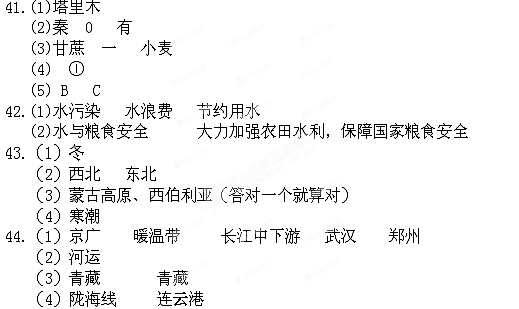 41.(1)塔里木
(2)秦 0 有
(3)甘蔗 一 小麦
(4) ①
(5) B C
42.(1)水污染 水浪费 节约用水
(2)水与粮食安全 大力加强农田水利，保障国家粮食安全
43.（1）冬
（2）西北 东北
（3）蒙古高原、西伯利亚（答对一个就算对）
（4）寒潮
44.（1）京广 暖温带 长江中下游 武汉 郑州
（2）河运
（3）青藏 青藏
（4）陇海线 连云港